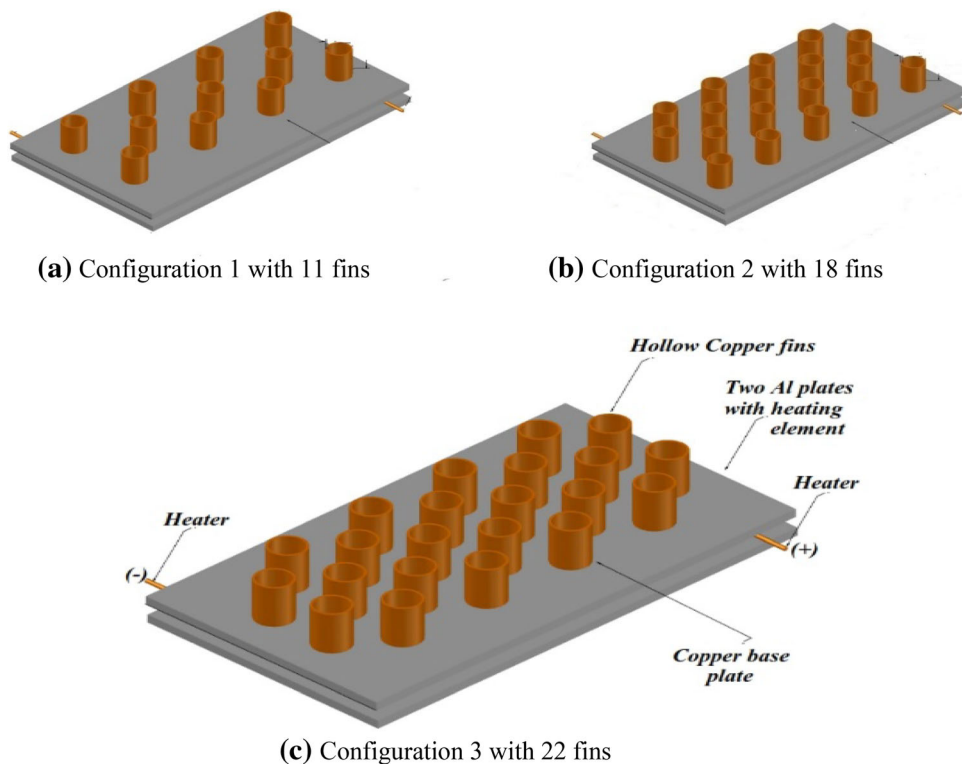 (a) Configuration 1 with 11 fins
(b) Configuration 2 with 18 fins
Hollow Copper fins
Two Al plates
with heating
element
Heater
Heater
(-)
(+)
Copper base
plate
(c) Configuration 3 with 22 fins